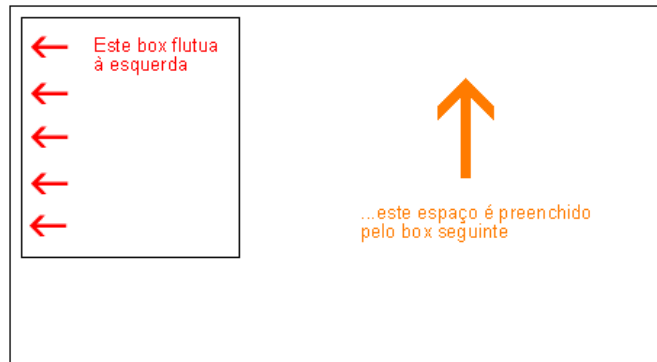 Este box flutua
à esquerda
...este espaço é preenchido
pelo box seguinte